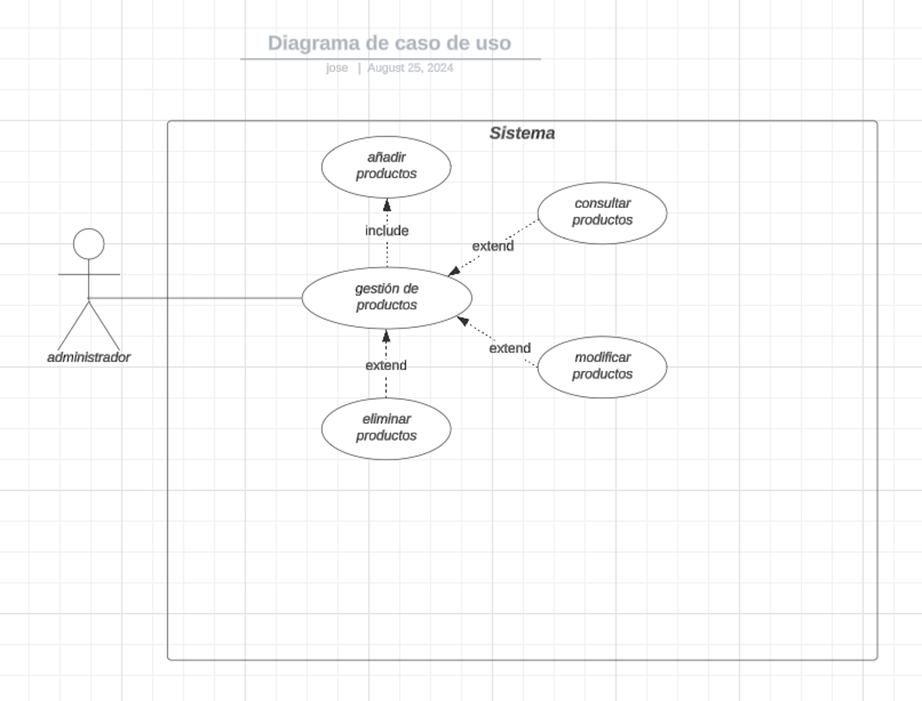 Diagrama de caso de uso
jose | August 25, 2024
Sistema
añadir
productos
consultar
productos
include
extend
gestión de
productos
extend
administrador
extend
modificar
productos
eliminar
productos